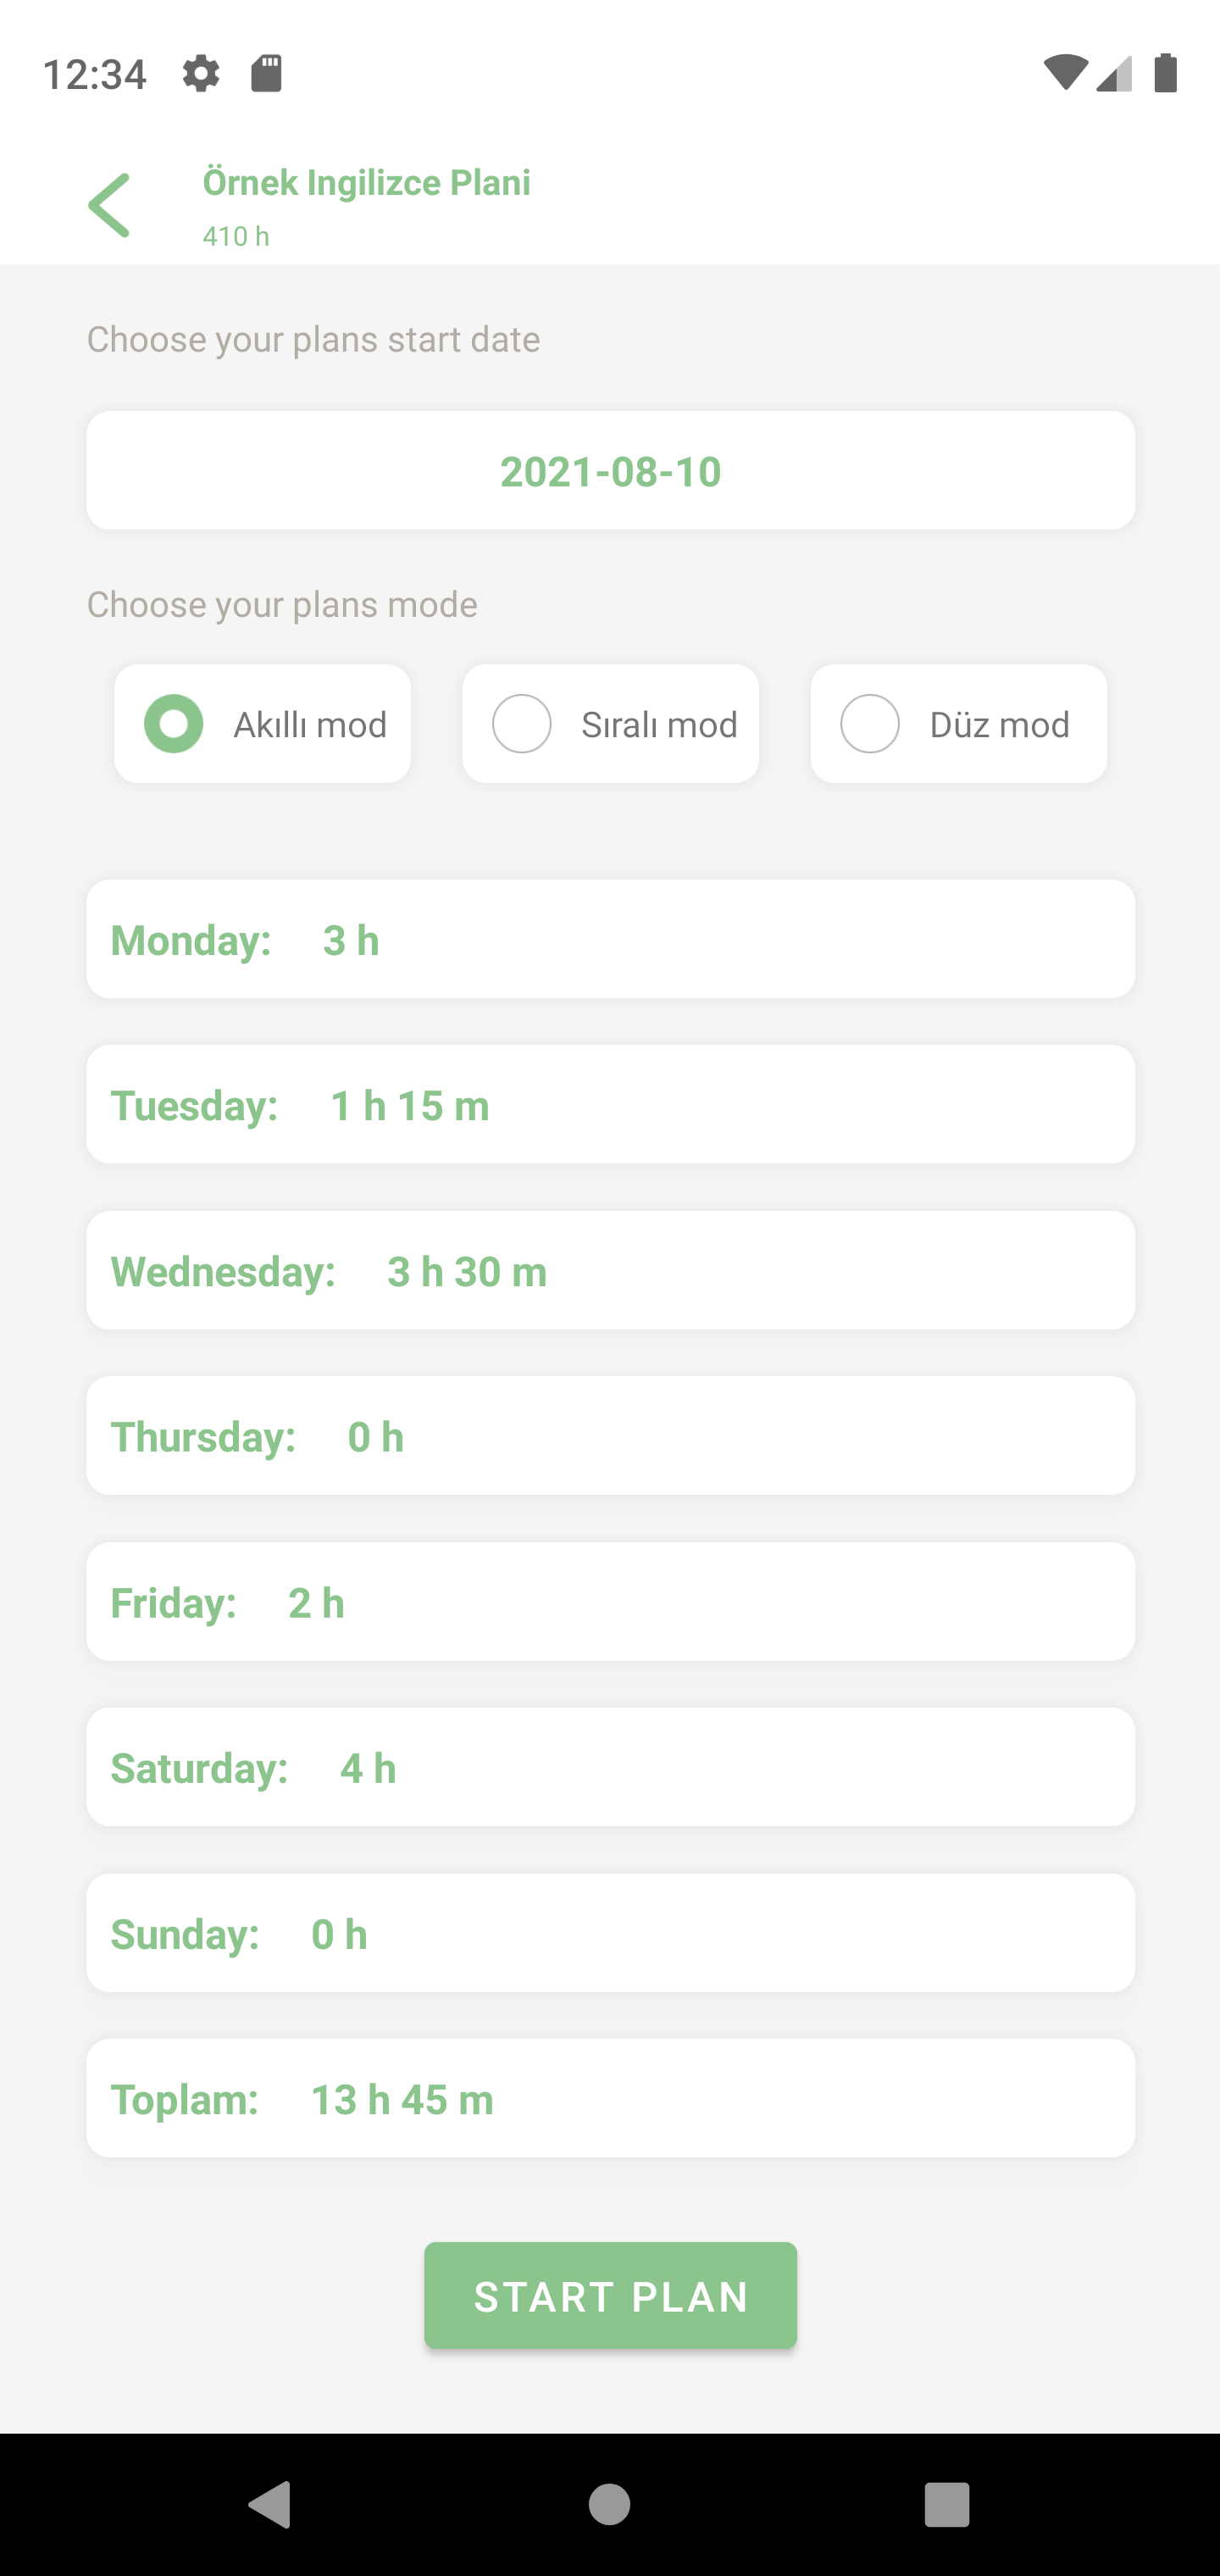 12:34
Örnek Ingilizce Plani
410 h
Choose your plans start date
2021-08-10
Choose your plans mode
Akıllı mod Sıralı mod Düz mod
Monday: 3 h
Tuesday: 1 h 15 m
Wednesday: 3 h 30 m
Thursday: 0 h
Friday: 2 h
Saturday: 4 h
Sunday: 0 h
Toplam: 13 h 45 m
START PLAN